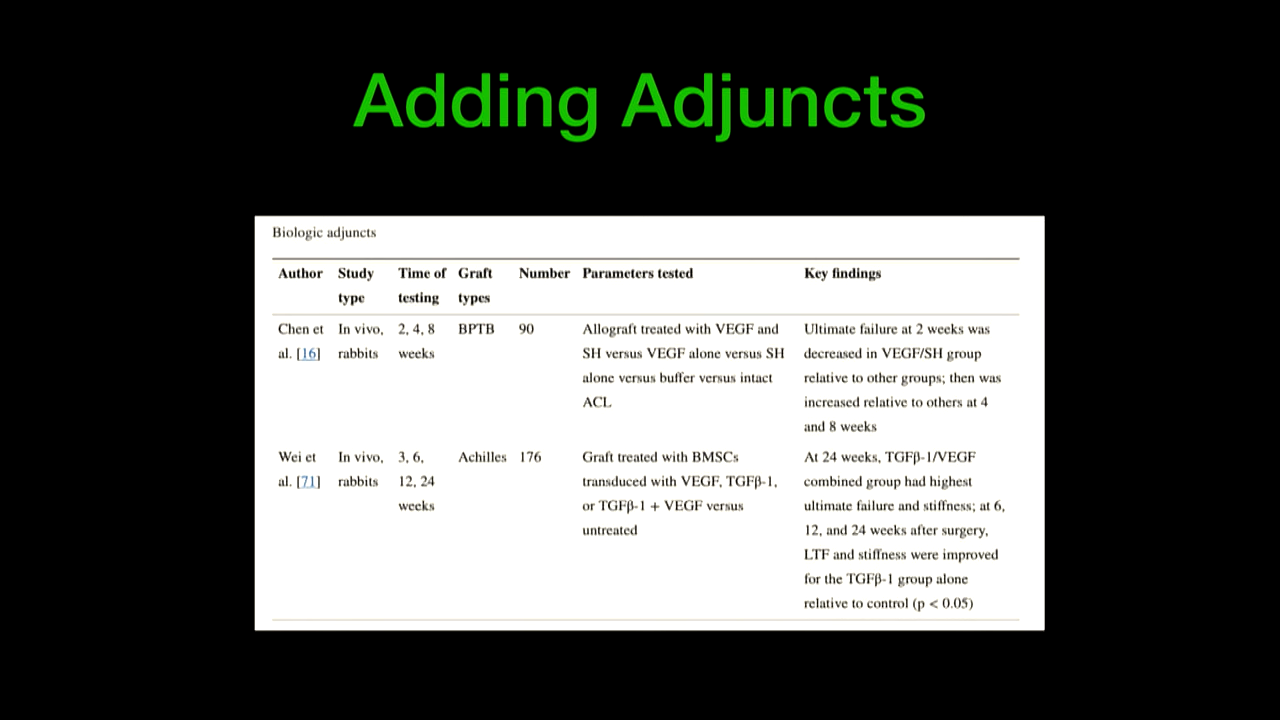 Adding Adjuncts
Biologic adjuncts
Author Study type Time of testing Graft types Number Parameters tested Key findings
Chen et al. [16] In vivo, rabbits 2, 4, 8 weeks BPTB 90 Allograft treated with VEGF and SH versus VEGF alone versus SH alone versus buffer versus intact ACL Ultimate failure at 2 weeks was decreased in VEGF/SH group relative to other groups; then was increased relative to others at 4 and 8 weeks
Wei et al. [71] In vivo, rabbits 3, 6, 12, 24 weeks Achilles 176 Graft treated with BMSCs transduced with VEGF, TGFβ-1, or TGFβ-1 + VEGF versus untreated At 24 weeks, TGFβ-1/VEGF combined group had highest ultimate failure and stiffness; at 6, 12, and 24 weeks after surgery, LTF and stiffness were improved for the TGFβ-1 group alone relative to control (p < 0.05)